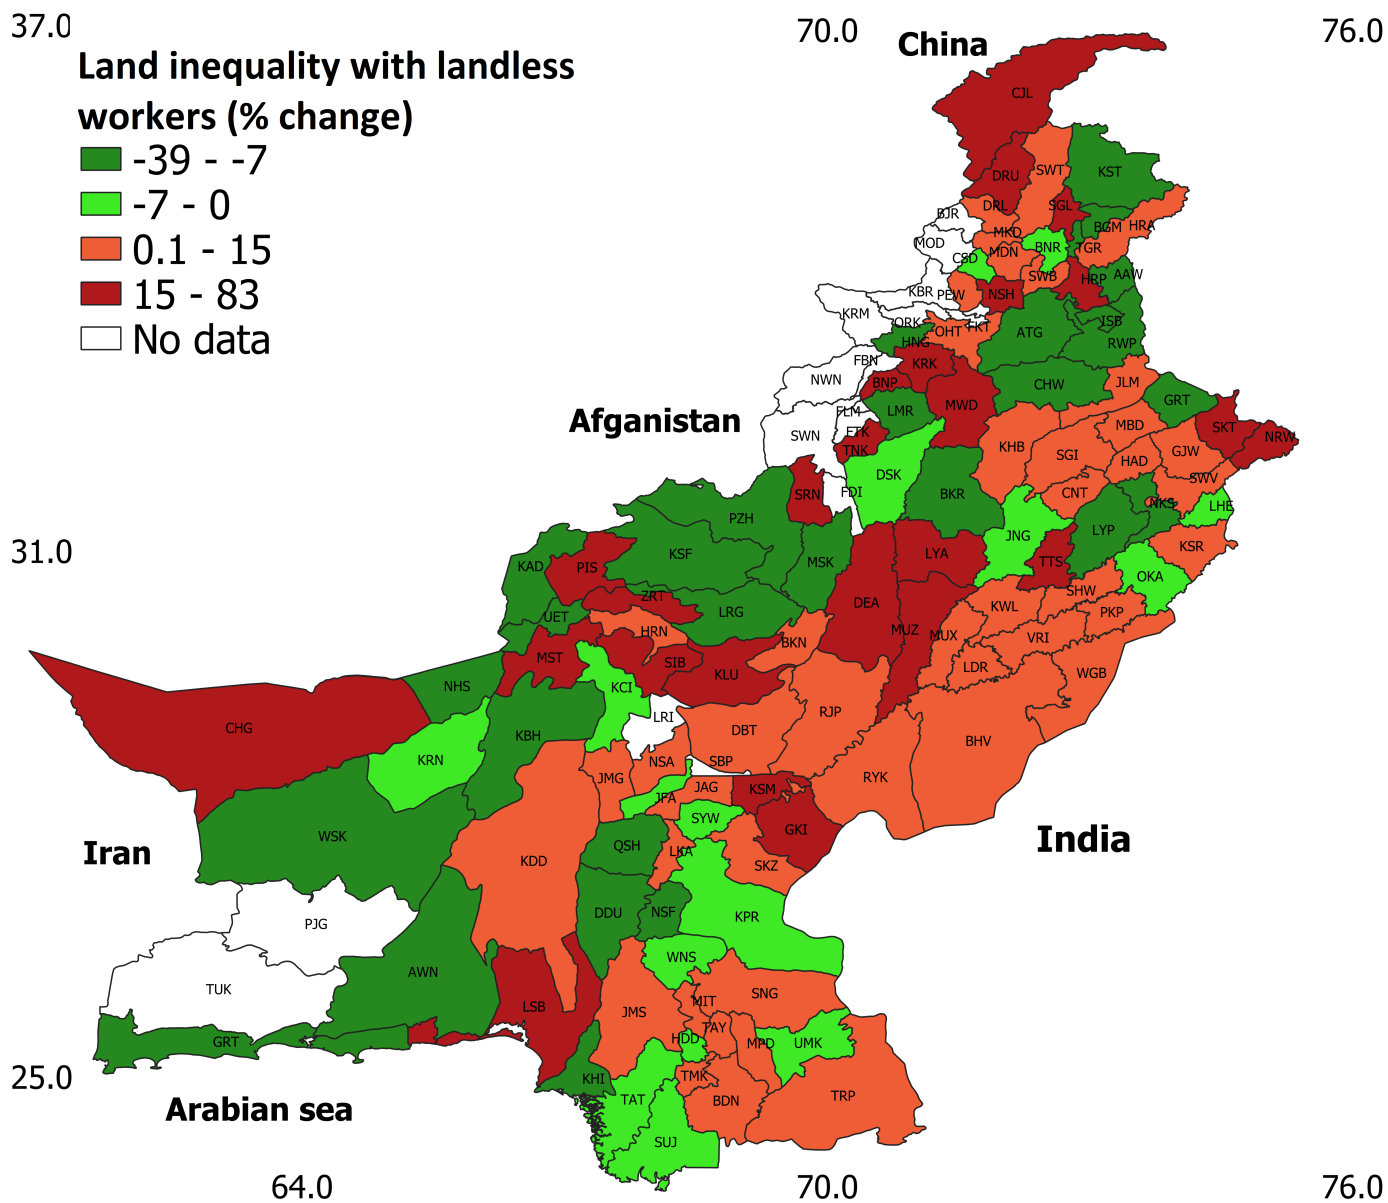 37.0
70.0
76.0
China
Land inequality with landless
workers (% change)
-39 - -7
-7 - 0
0.1 - 15
15 - 83
No data
CJL
DRU
SWT
KST
DRL
SGL
BJR
MKD
BGM
HRA
MOD
MDN
BNR
TGR
CSD
SWB
HRP
AAW
KBR
PEW
NSH
KRM
ORK
OHT
FKT
ATG
ISB
HNG
RWP
FBN
KRK
NWN
BNP
CHW
JLM
LMR
MWD
GRT
FLM
Afganistan
SWN
FTK
MBD
SKT
NRW
TNK
KHB
SGI
HAD
GJW
DSK
SWV
SRN
FDI
BKR
CNT
NKS
LHE
PZH
JNG
LYP
KSR
31.0
KAD
PIS
KSF
MSK
LYA
TTS
OKA
ZRT
LRG
DEA
KWL
SHW
PKP
UET
HRN
BKN
MUZ
MUX
VRI
MST
SIB
KLU
LDR
WGB
NHS
KCI
CHG
LRI
RJP
KBH
DBT
BHV
KRN
NSA
SBP
JMG
RYK
JFA
JAG
KSM
SYW
WSK
GKI
India
Iran
QSH
LKA
KDD
SKZ
PJG
DDU
NSF
KPR
AWN
WNS
TUK
LSB
MIT
SNG
JMS
TAY
GRT
HDD
MPD
UMK
25.0
KHI
TMK
TAT
BDN
TRP
Arabian sea
SUJ
64.0
70.0
76.0